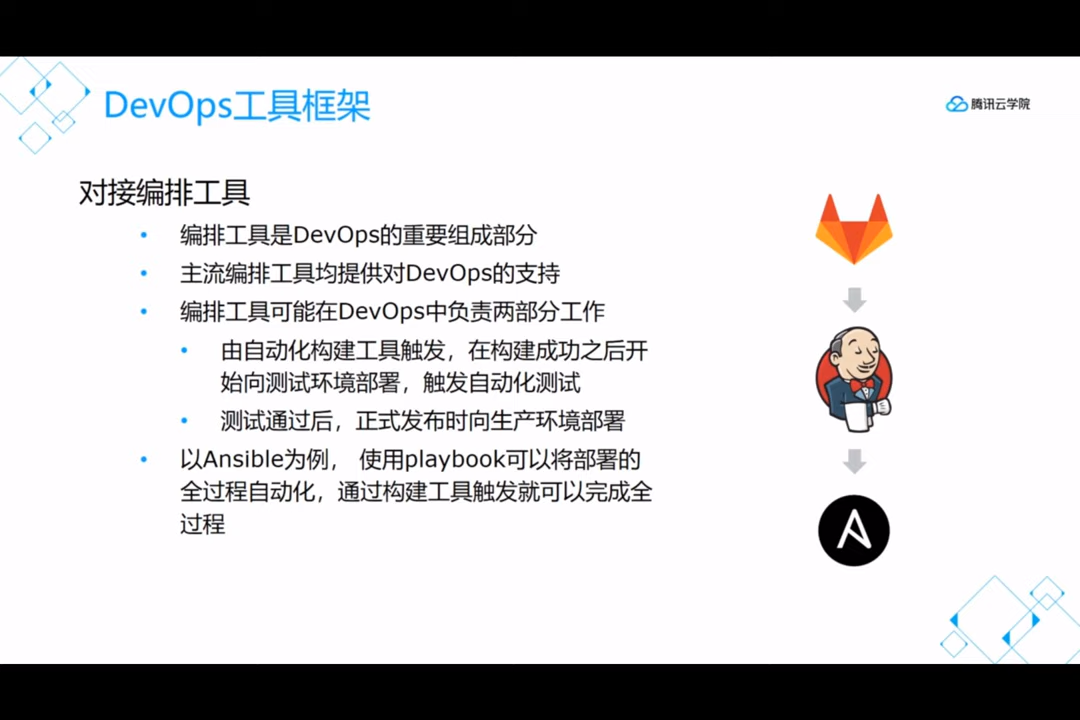 DevOps工具框架
腾讯云学院
对接编排工具
编排工具是DevOps的重要组成部分
主流编排工具均提供对DevOps的支持
编排工具可能在DevOps中负责两部分工作
由自动化构建工具触发，在构建成功之后开
始向测试环境部署，触发自动化测试
测试通过后，正式发布时向生产环境部署
以Ansible为例， 使用playbook可以将部署的
全过程自动化，通过构建工具触发就可以完成全
过程